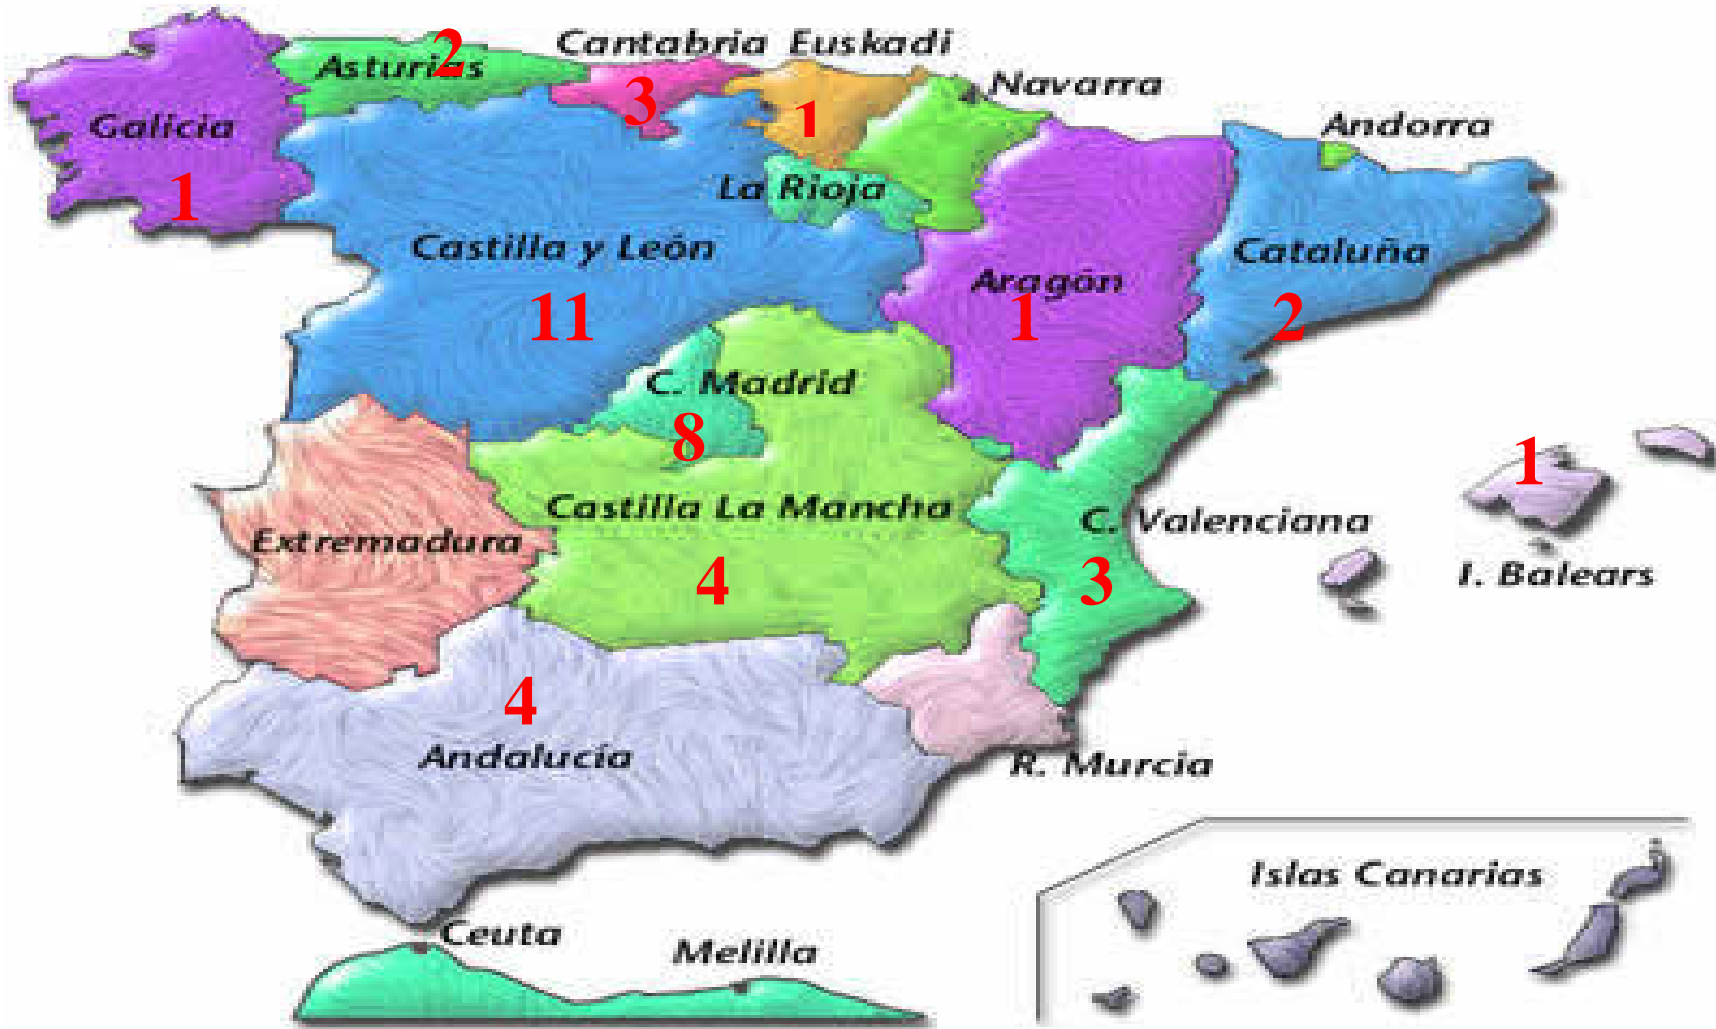 Cantabria Euskadi
2
Asturias
Navarra
3
1
Galicia
Andorra
1
La Rioja
Castilla y León
Cataluña
Aragón
11
1
2
C. Madrid
8
1
Castilla La Mancha
C. Valenciana
Extremadura
I. Balears
4
3
4
Andalucía
R. Murcia
Islas Canarias
Ceuta
Melilla